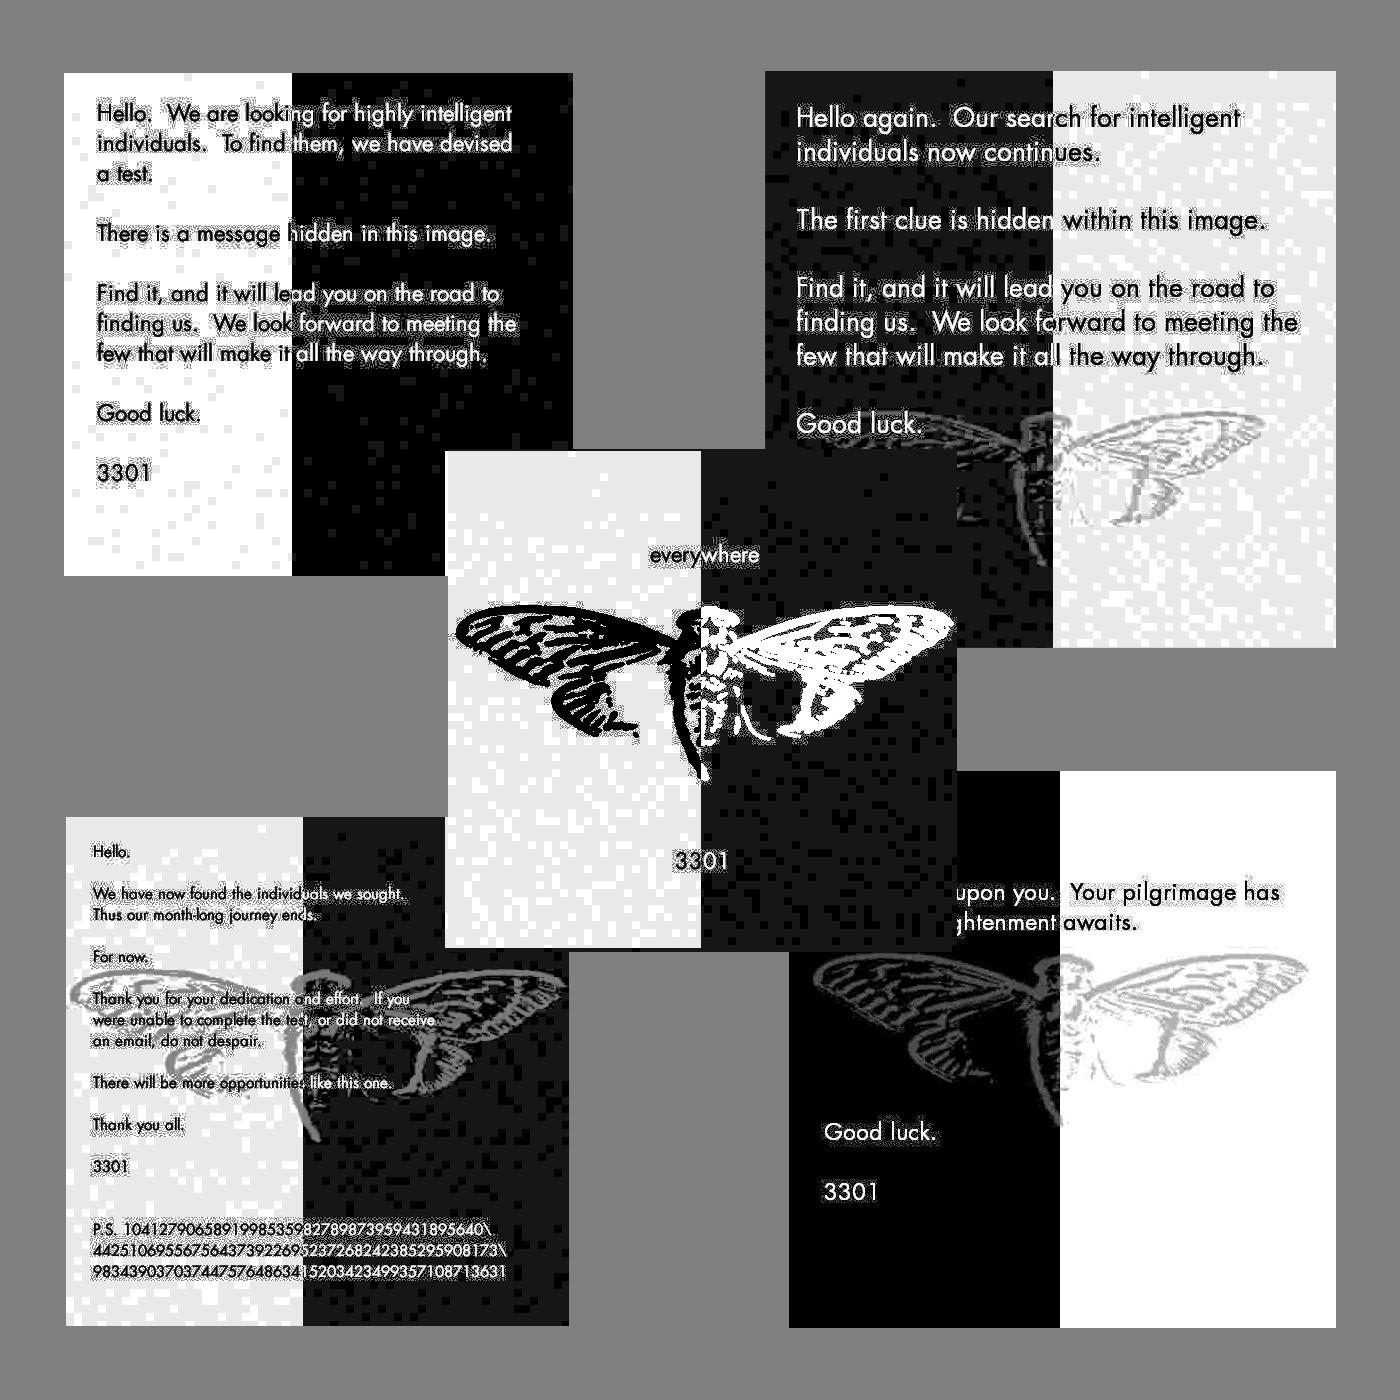 Hello. We are looking for highly intelligent
individuals. To find them, we have devised
a test.
There is a message hidden in this image.
Find it, and it will lead you on the road to
finding us. We look forward to meeting the
few that will make it all the way through.
Good luck.
3301
Hello again. Our search for intelligent
individuals now continues.
The first clue is hidden within this image.
Find it, and it will lead you on the road to
finding us. We look forward to meeting the
few that will make it all the way through.
Good luck.
everywhere
3301
Hello.
We have now found the individuals we sought.
Thus our month-long journey ends.
For now.
Thank you for your dedication and effort. If you
were unable to complete the test, or did not receive
an email, do not despair.
There will be more opportunities like this one.
Thank you all.
3301
P.S. 1041279065891998535982789873959431895640\
442510695567564373922695237268242385295908173\
9834390370374475764863415203423499357108713631
upon you. Your pilgrimage has
ghtenment awaits.
Good luck.
3301